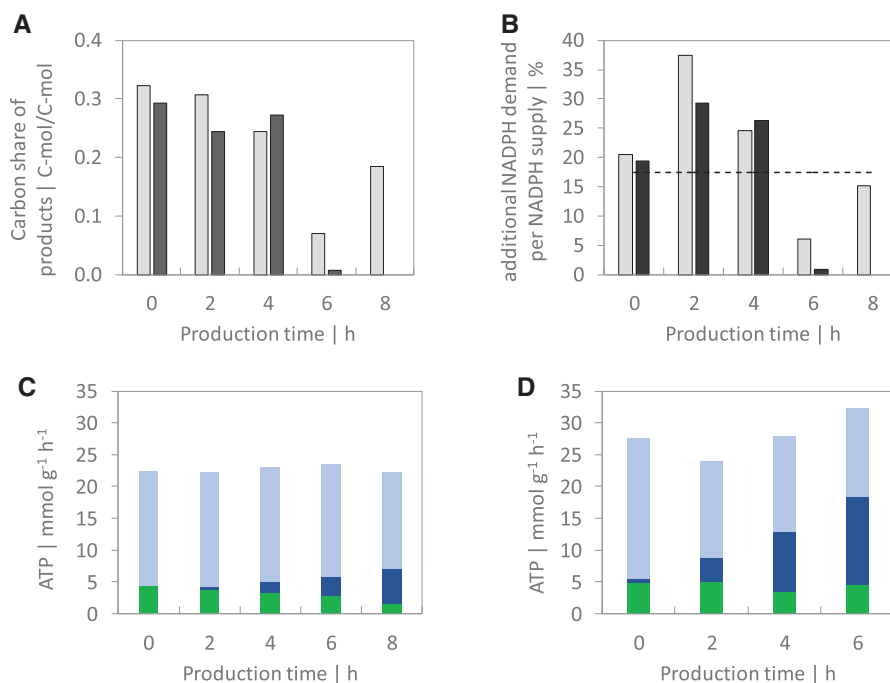 A
Carbon share of
products | C-mol/C-mol
0.4
0.3
0.2
0.1
0.0
0 2 4 6 8
Production time | h
B
additional NADPH demand
per NADPH supply | %
40
35
30
25
20
15
10
5
0
0 2 4 6 8
Production time | h
C
ATP | mmol g⁻¹ h⁻¹
35
30
25
20
15
10
5
0
0 2 4 6 8
Production time | h
D
ATP | mmol g⁻¹ h⁻¹
35
30
25
20
15
10
5
0
0 2 4 6
Production time | h